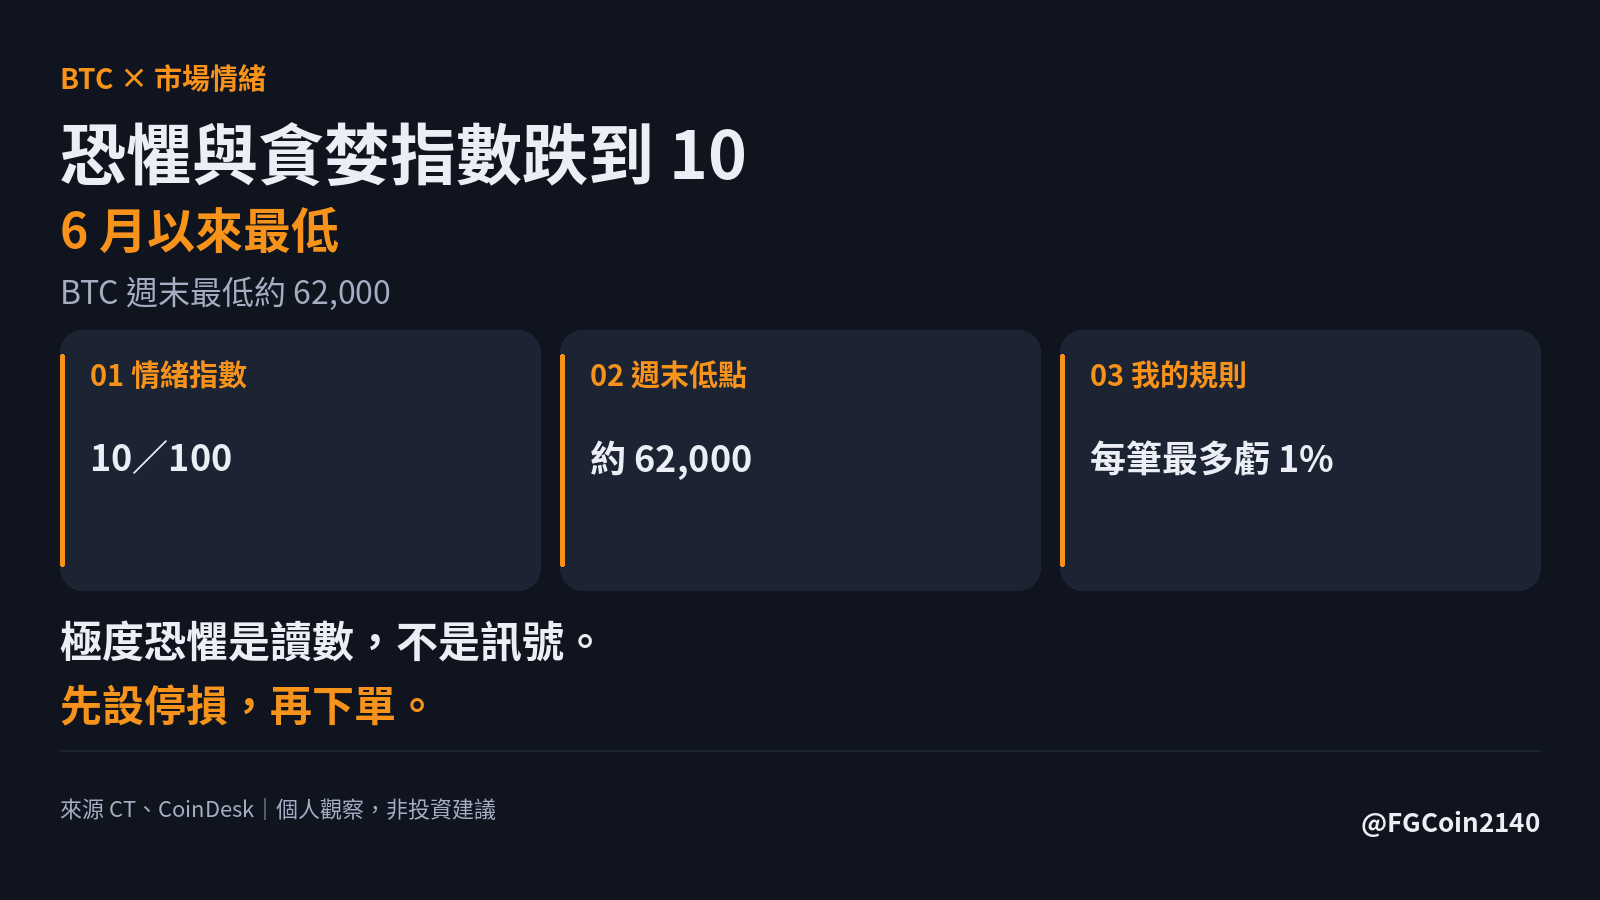 BTC × 市場情緒
恐懼與貪婪指數跌到 10
6 月以來最低
BTC 週末最低約 62,000
01 情緒指數
10／100
02 週末低點
約 62,000
03 我的規則
每筆最多虧 1%
極度恐懼是讀數，不是訊號。
先設停損，再下單。
來源 CT、CoinDesk｜個人觀察，非投資建議
@FGCoin2140